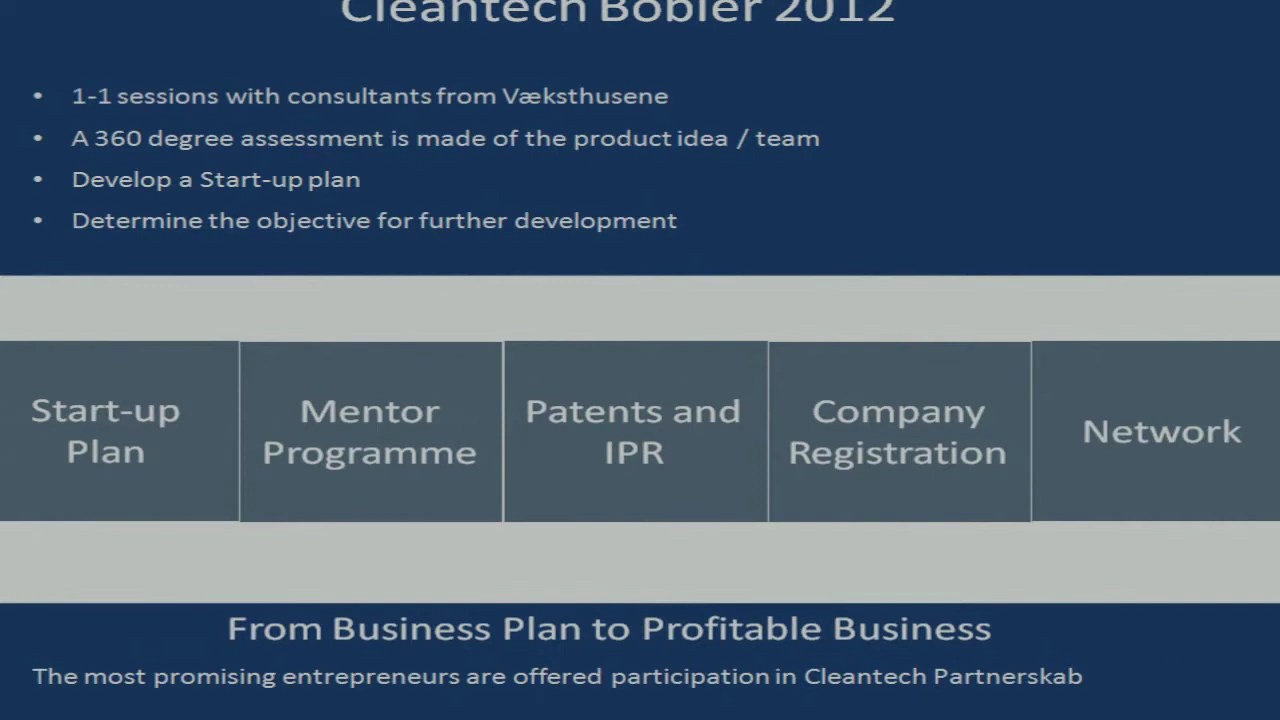 Cleantech Bobler 2012
• 1-1 sessions with consultants from Væksthusene
• A 360 degree assessment is made of the product idea / team
• Develop a Start-up plan
• Determine the objective for further development
Start-up
Plan
Mentor
Programme
Patents and
IPR
Company
Registration
Network
From Business Plan to Profitable Business
The most promising entrepreneurs are offered participation in Cleantech Partnerskab